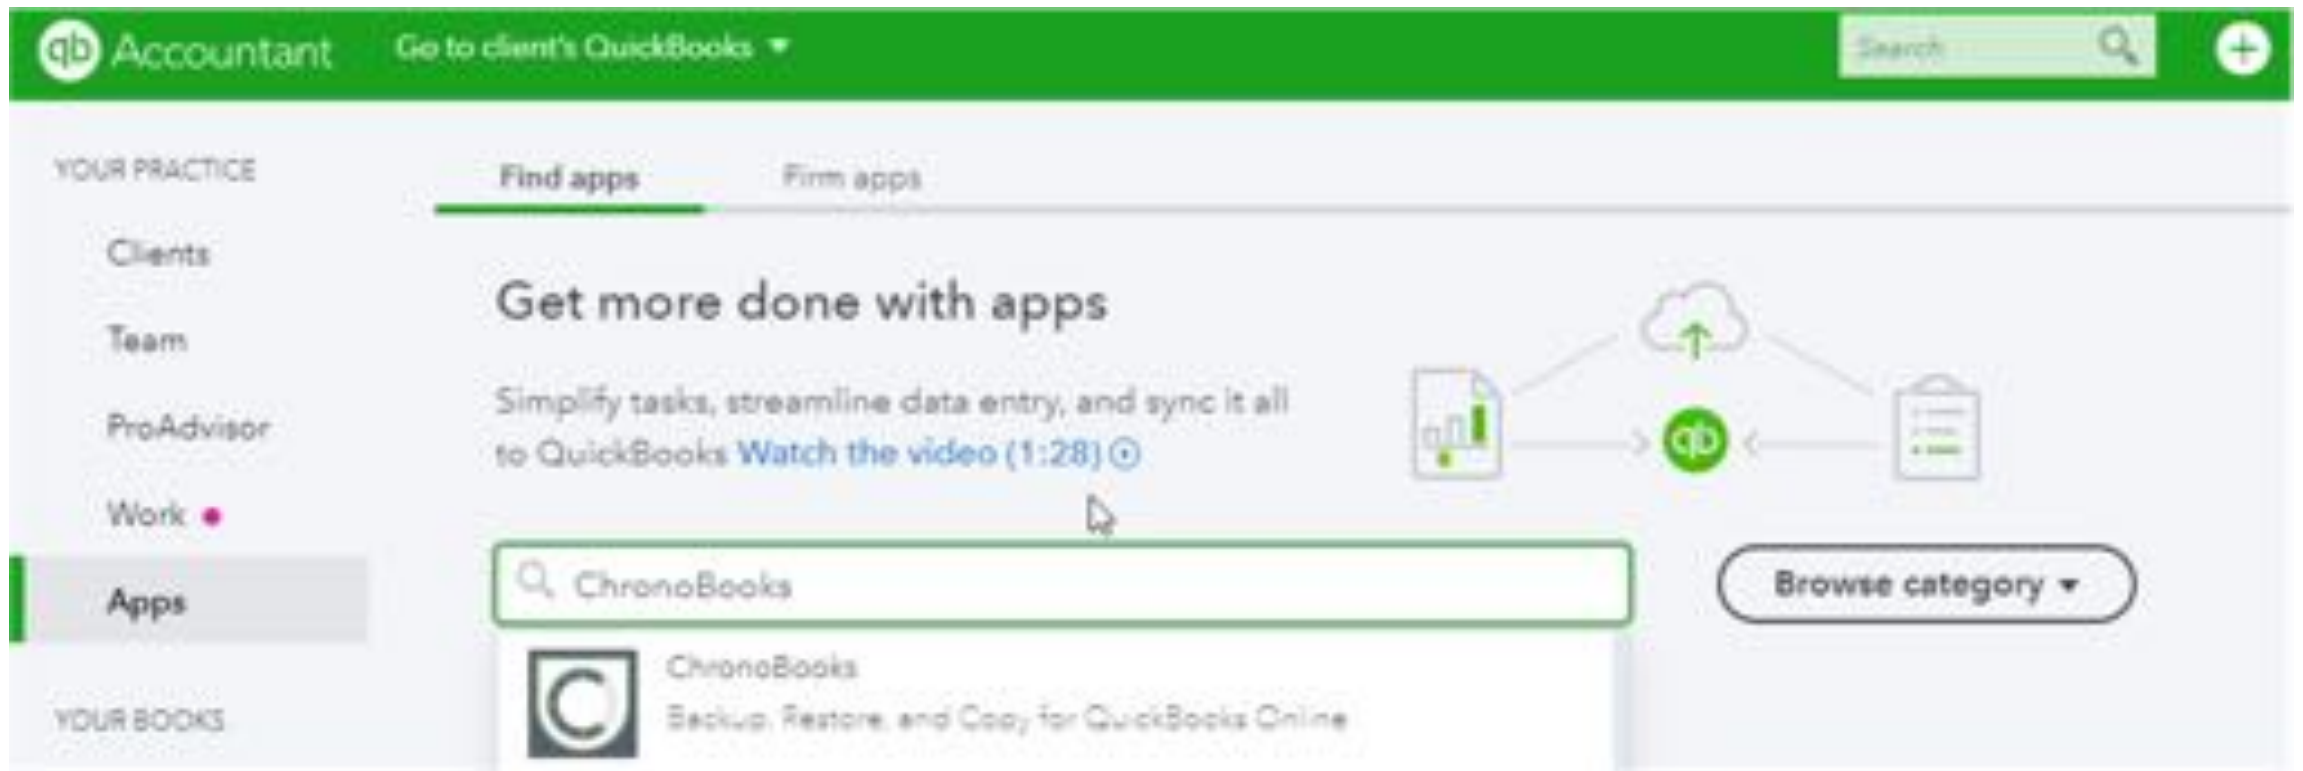 qb Accountant
Go to client's QuickBooks
Search
YOUR PRACTICE
Clients
Team
ProAdvisor
Work
Apps
YOUR BOOKS
Find apps
Firm apps
Get more done with apps
Simplify tasks, streamline data entry, and sync it all
to QuickBooks Watch the video (1:28)
qb
ChronoBooks
Browse category
ChronoBooks
Backup, Restore, and Copy for QuickBooks Online